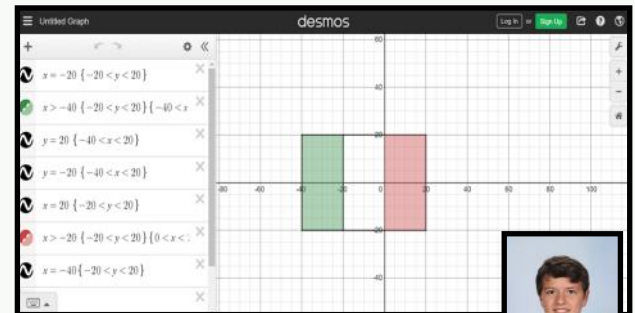 Untitled Graph
desmos
Log In or Sign Up
x = -20 {-20 < y < 20}
x > -40 {-20 < y < 20}{-40 < x
y = 20 {-40 < x < 20}
y = -20 {-40 < x < 20}
x = 20 {-20 < y < 20}
x > -20 {-20 < y < 20}{0 < x <
x = -40{-20 < y < 20}
60
40
20
-80 -60 -40 -20 0 20 40 60 80 100
-20
-40